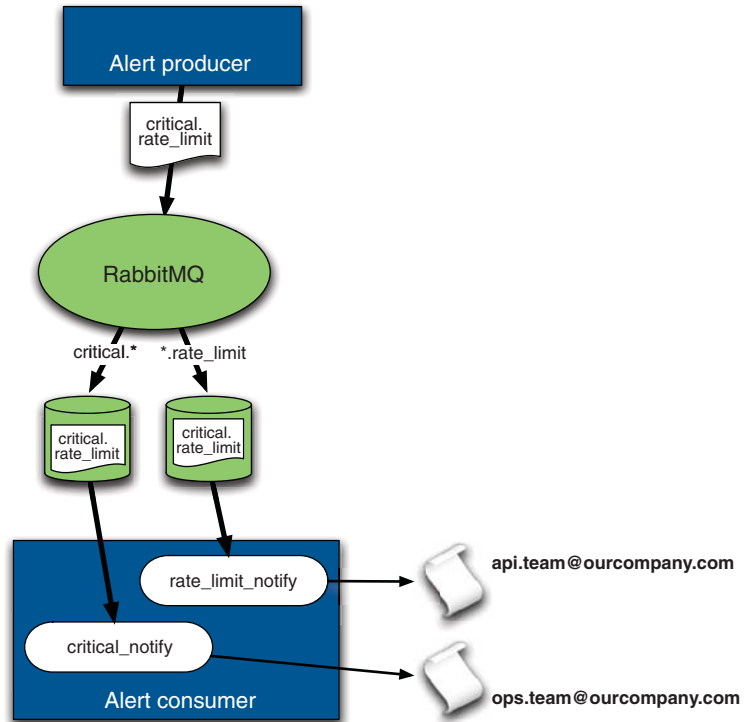 Alert producer
critical.
rate_limit
RabbitMQ
critical.*
*.rate_limit
critical.
rate_limit
critical.
rate_limit
rate_limit_notify
api.team@ourcompany.com
critical_notify
ops.team@ourcompany.com
Alert consumer